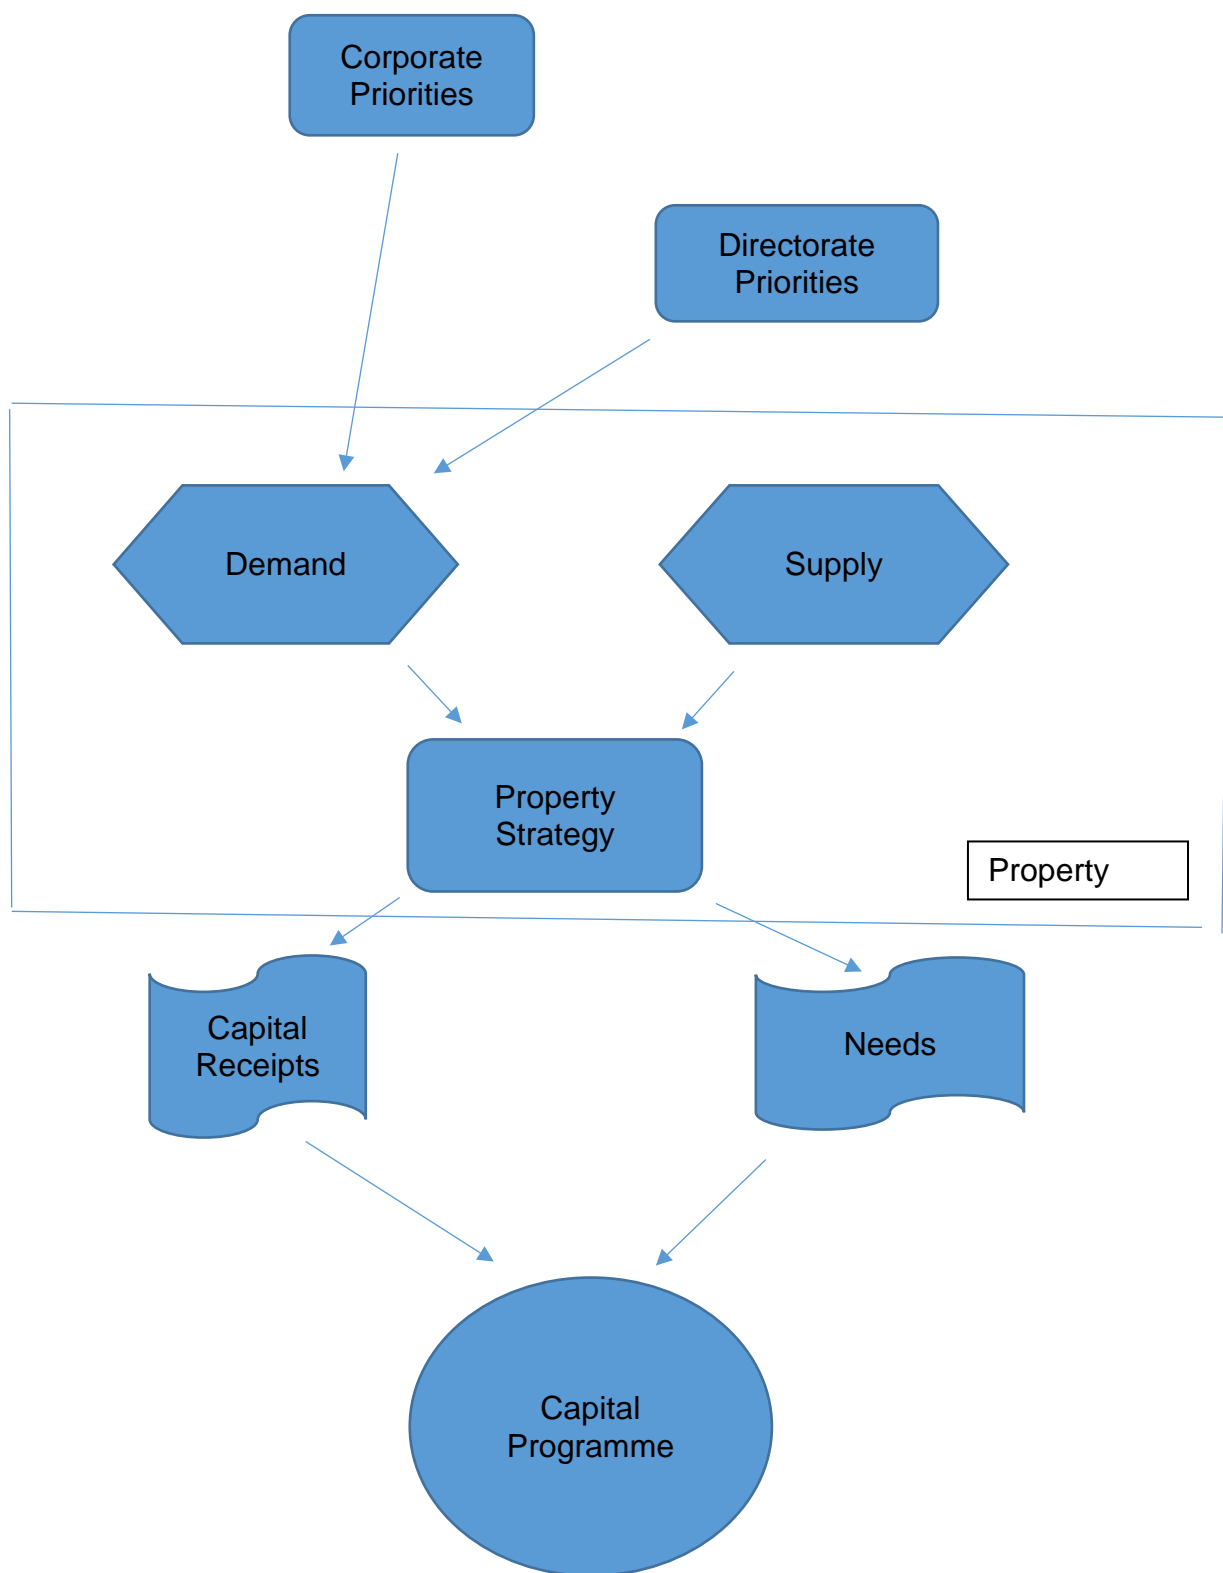 Corporate
Priorities
Directorate
Priorities
Demand
Supply
Property
Strategy
Property
Capital
Receipts
Needs
Capital
Programme